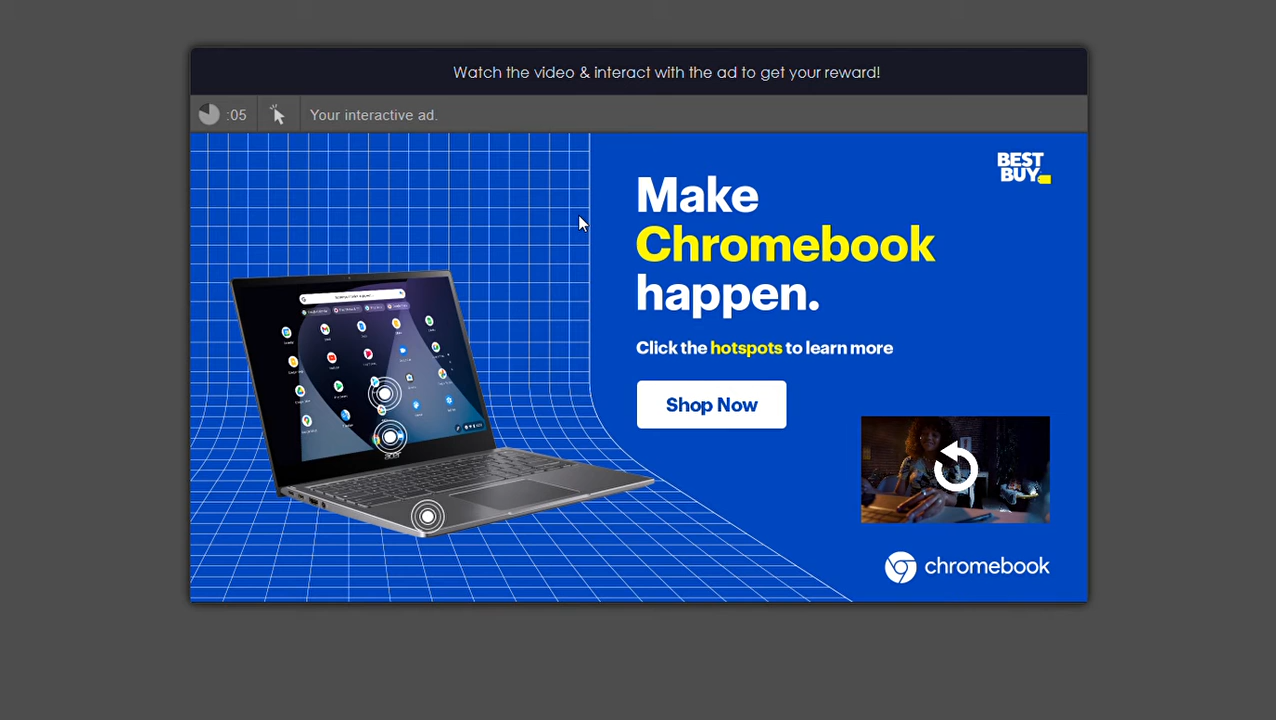 Watch the video & interact with the ad to get your reward!
:05
Your interactive ad.
BEST
BUY
Make
Chromebook
happen.
Click the hotspots to learn more
Shop Now
chromebook